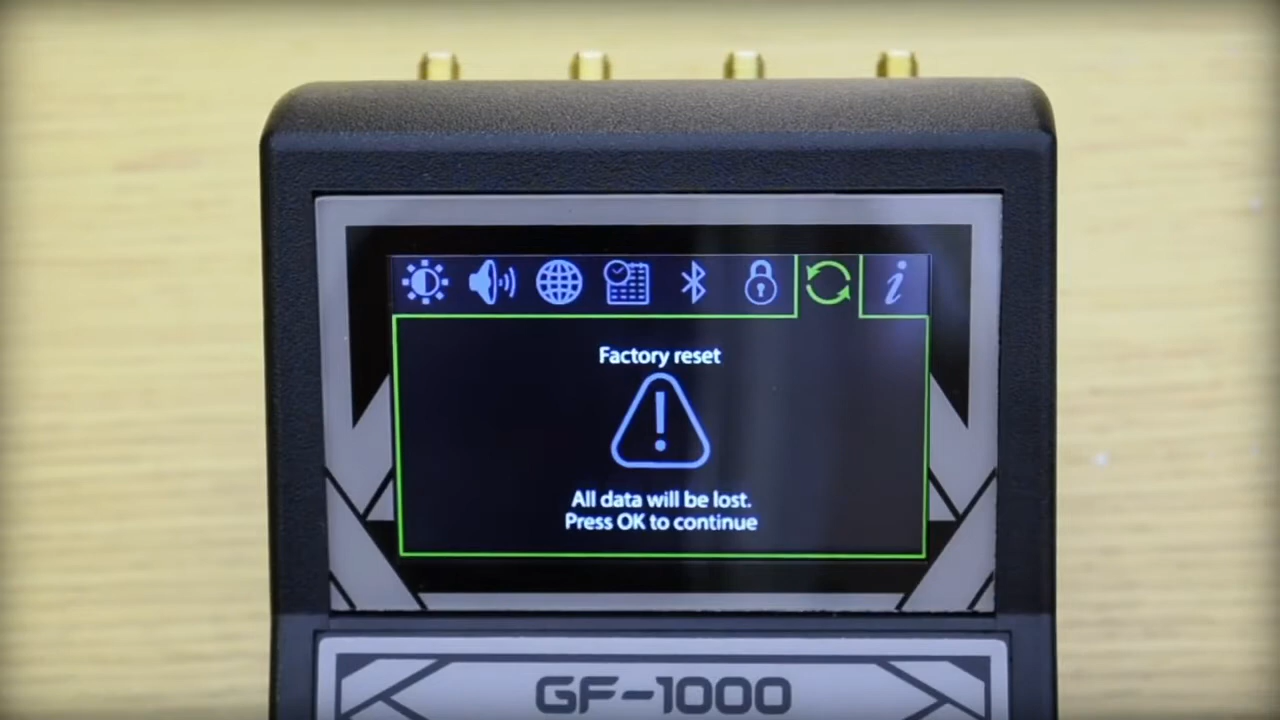 Factory reset
All data will be lost.
Press OK to continue
GF-1000